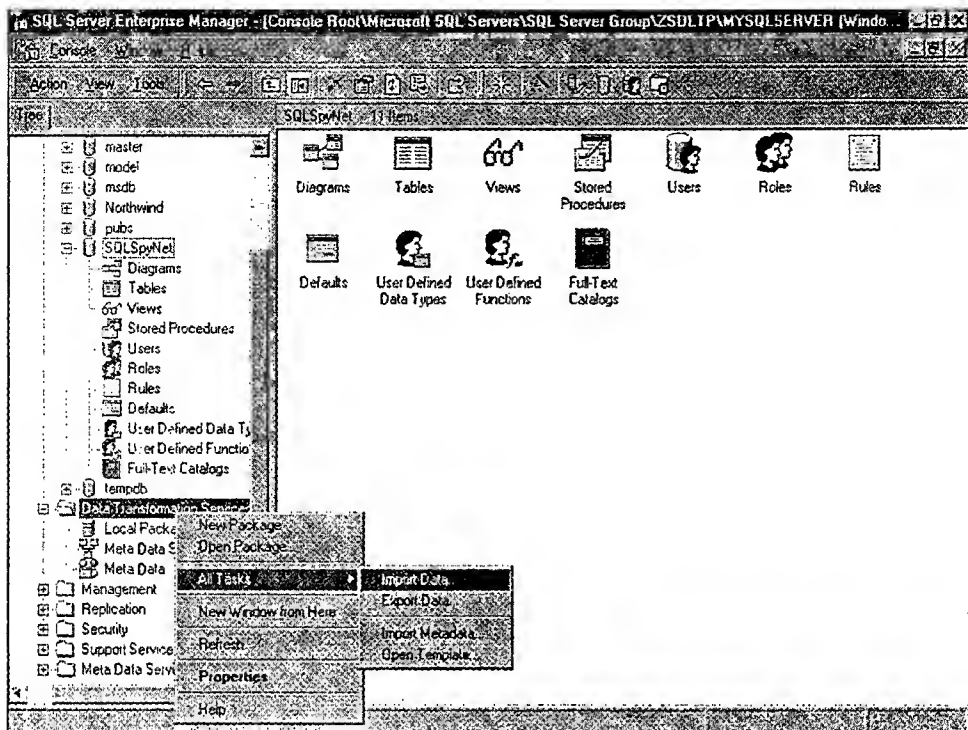 SQL Server Enterprise Manager - [Console Root\Microsoft SQL Servers\SQL Server Group\ZSDLTP\MYSQLSERVER (Windo...
Console Window Help
Action View Tools
Tree
SQLSpyNet 11 Items
master
model
msdb
Northwind
pubs
SQLSpyNet
Diagrams
Tables
Views
Stored Procedures
Users
Roles
Rules
Defaults
User Defined Data Ty
User Defined Functio
Full-Text Catalogs
tempdb
Data Transformation Services
Local Packa
Meta Data S
Meta Data
Management
Replication
Security
Support Service
Meta Data Servi
Diagrams
Tables
Views
Stored Procedures
Users
Roles
Rules
Defaults
User Defined Data Types
User Defined Functions
Full-Text Catalogs
New Package
Open Package...
All Tasks
New Window from Here
Refresh
Properties
Help
Import Data...
Export Data...
Import Metadata...
Open Template...